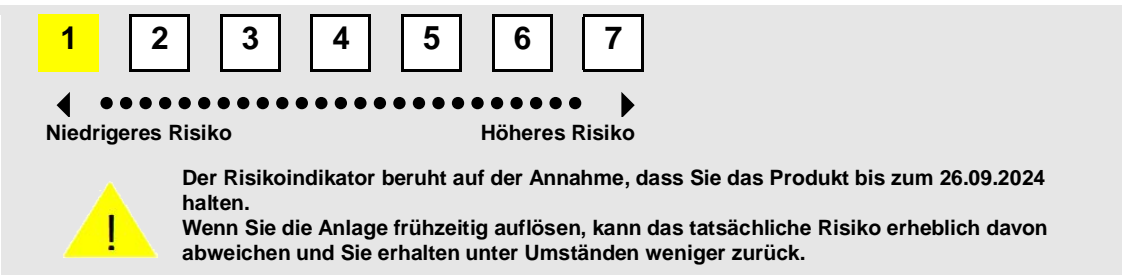 1 2 3 4 5 6 7
Niedrigeres Risiko Höheres Risiko
Der Risikoindikator beruht auf der Annahme, dass Sie das Produkt bis zum 26.09.2024
halten.
Wenn Sie die Anlage frühzeitig auflösen, kann das tatsächliche Risiko erheblich davon
abweichen und Sie erhalten unter Umständen weniger zurück.
!